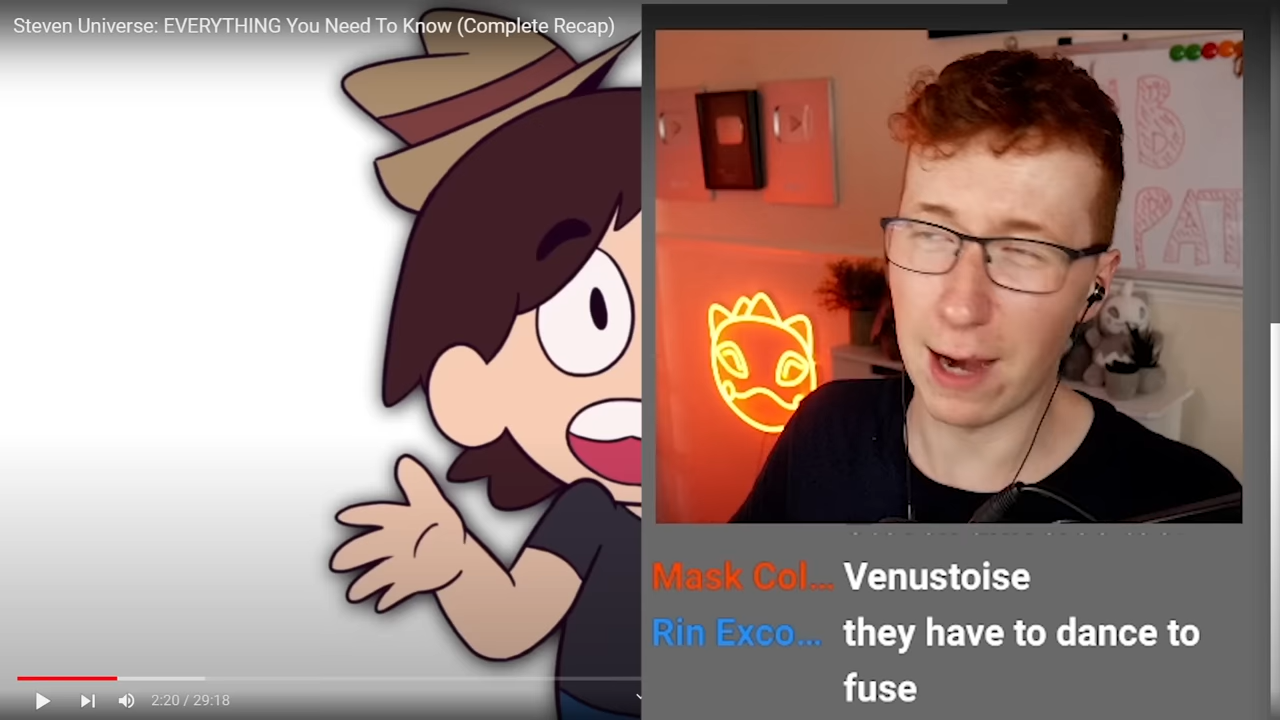 Steven Universe: EVERYTHING You Need To Know (Complete Recap)
B
PAT
Mask Col... Venustoise
Rin Exco... they have to dance to
fuse
2:20 / 29:18